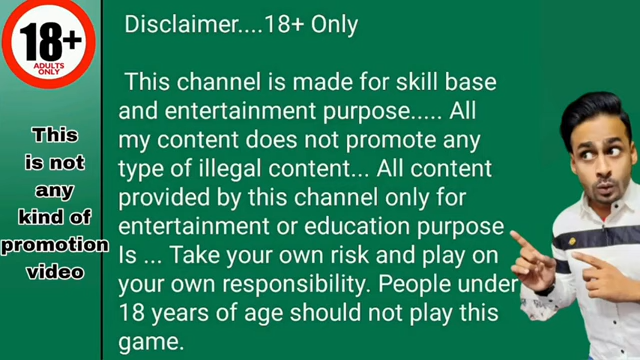 18+
ADULTS
ONLY
This
is not
any
kind of
promotion
video
Disclaimer....18+ Only
This channel is made for skill base
and entertainment purpose..... All
my content does not promote any
type of illegal content... All content
provided by this channel only for
entertainment or education purpose
Is ... Take your own risk and play on
your own responsibility. People under
18 years of age should not play this
game.